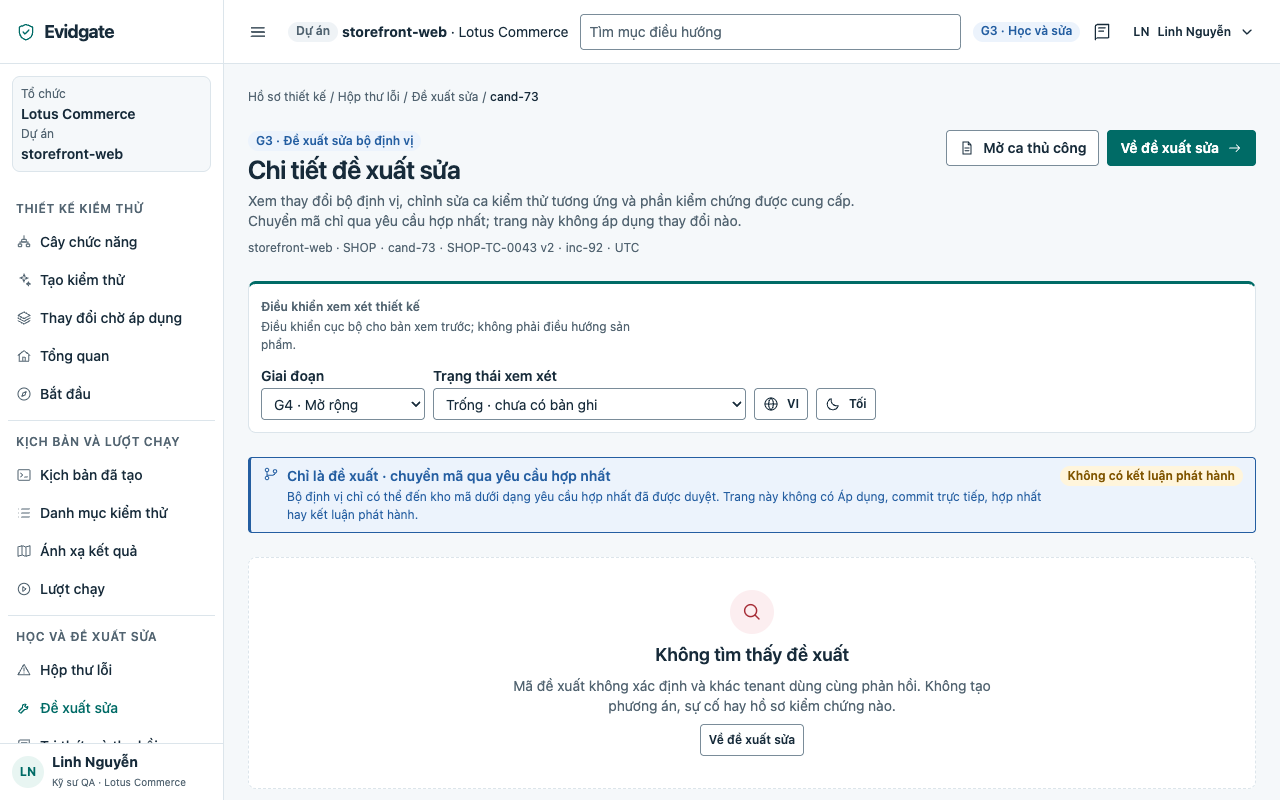 Evidgate
Dự án storefront-web · Lotus Commerce
Tìm mục điều hướng
G3 · Học và sửa
LN Linh Nguyễn
Tổ chức
Lotus Commerce
Dự án
storefront-web
THIẾT KẾ KIỂM THỬ
Cây chức năng
Tạo kiểm thử
Thay đổi chờ áp dụng
Tổng quan
Bắt đầu
KỊCH BẢN VÀ LƯỢT CHẠY
Kịch bản đã tạo
Danh mục kiểm thử
Ánh xạ kết quả
Lượt chạy
HỌC VÀ ĐỀ XUẤT SỬA
Hộp thư lỗi
Đề xuất sửa
LN
Linh Nguyễn
Kỹ sư QA · Lotus Commerce
Hồ sơ thiết kế / Hộp thư lỗi / Đề xuất sửa / cand-73
G3 · Đề xuất sửa bộ định vị
Chi tiết đề xuất sửa
Xem thay đổi bộ định vị, chỉnh sửa ca kiểm thử tương ứng và phần kiểm chứng được cung cấp.
Chuyển mã chỉ qua yêu cầu hợp nhất; trang này không áp dụng thay đổi nào.
storefront-web · SHOP · cand-73 · SHOP-TC-0043 v2 · inc-92 · UTC
Mở ca thủ công
Về đề xuất sửa
Điều khiển xem xét thiết kế
Điều khiển cục bộ cho bản xem trước; không phải điều hướng sản
phẩm.
Giai đoạn
G4 · Mở rộng
Trạng thái xem xét
Trống · chưa có bản ghi
VI
Tối
Chỉ là đề xuất · chuyển mã qua yêu cầu hợp nhất
Không có kết luận phát hành
Bộ định vị chỉ có thể đến kho mã dưới dạng yêu cầu hợp nhất đã được duyệt. Trang này không có Áp dụng, commit trực tiếp, hợp nhất
hay kết luận phát hành.
Không tìm thấy đề xuất
Mã đề xuất không xác định và khác tenant dùng cùng phản hồi. Không tạo
phương án, sự cố hay hồ sơ kiểm chứng nào.
Về đề xuất sửa